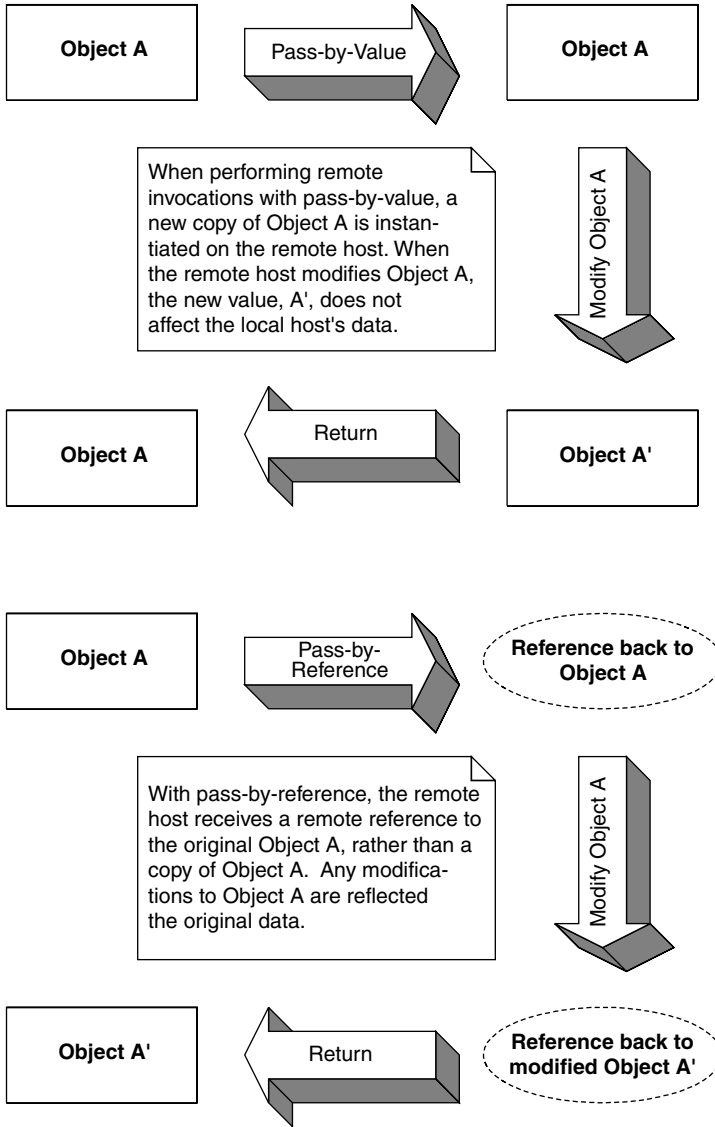 Object A
Pass-by-Value
Object A
When performing remote
invocations with pass-by-value, a
new copy of Object A is instan-
tiated on the remote host. When
the remote host modifies Object A,
the new value, A', does not
affect the local host's data.
Modify Object A
Object A
Return
Object A'
Object A
Pass-by-
Reference
Reference back to
Object A
With pass-by-reference, the remote
host receives a remote reference to
the original Object A, rather than a
copy of Object A.  Any modifica-
tions to Object A are reflected
the original data.
Modify Object A
Object A'
Return
Reference back to
modified Object A'